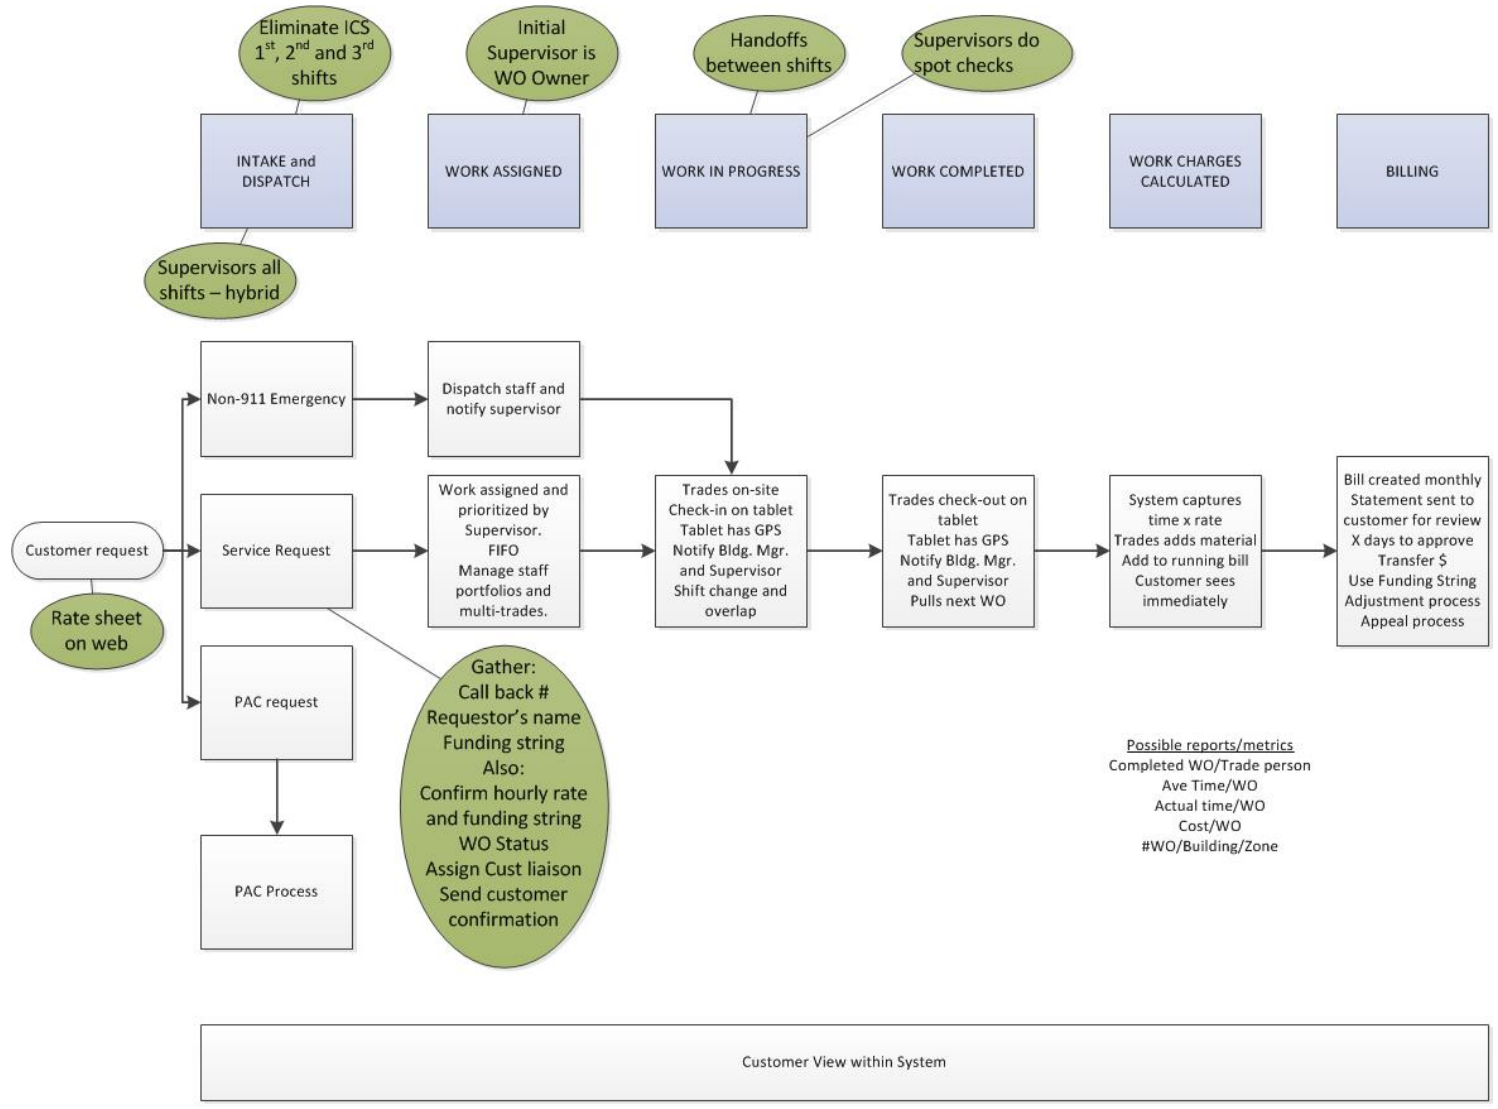 Eliminate ICS
1st, 2nd and 3rd
shifts
Initial
Supervisor is
WO Owner
Handoffs
between shifts
Supervisors do
spot checks
INTAKE and
DISPATCH
WORK ASSIGNED
WORK IN PROGRESS
WORK COMPLETED
WORK CHARGES
CALCULATED
BILLING
Supervisors all
shifts – hybrid
Non-911 Emergency
Dispatch staff and
notify supervisor
Customer request
Rate sheet
on web
Service Request
Work assigned and
prioritized by
Supervisor.
FIFO
Manage staff
portfolios and
multi-trades.
Trades on-site
Check-in on tablet
Tablet has GPS
Notify Bldg. Mgr.
and Supervisor
Shift change and
overlap
Trades check-out on
tablet
Tablet has GPS
Notify Bldg. Mgr.
and Supervisor
Pulls next WO
System captures
time x rate
Trades adds material
Add to running bill
Customer sees
immediately
Bill created monthly
Statement sent to
customer for review
X days to approve
Transfer $
Use Funding String
Adjustment process
Appeal process
PAC request
Gather:
Call back #
Requestor's name
Funding string
Also:
Confirm hourly rate
and funding string
WO Status
Assign Cust liaison
Send customer
confirmation
PAC Process
Possible reports/metrics
Completed WO/Trade person
Ave Time/WO
Actual time/WO
Cost/WO
#WO/Building/Zone
Customer View within System